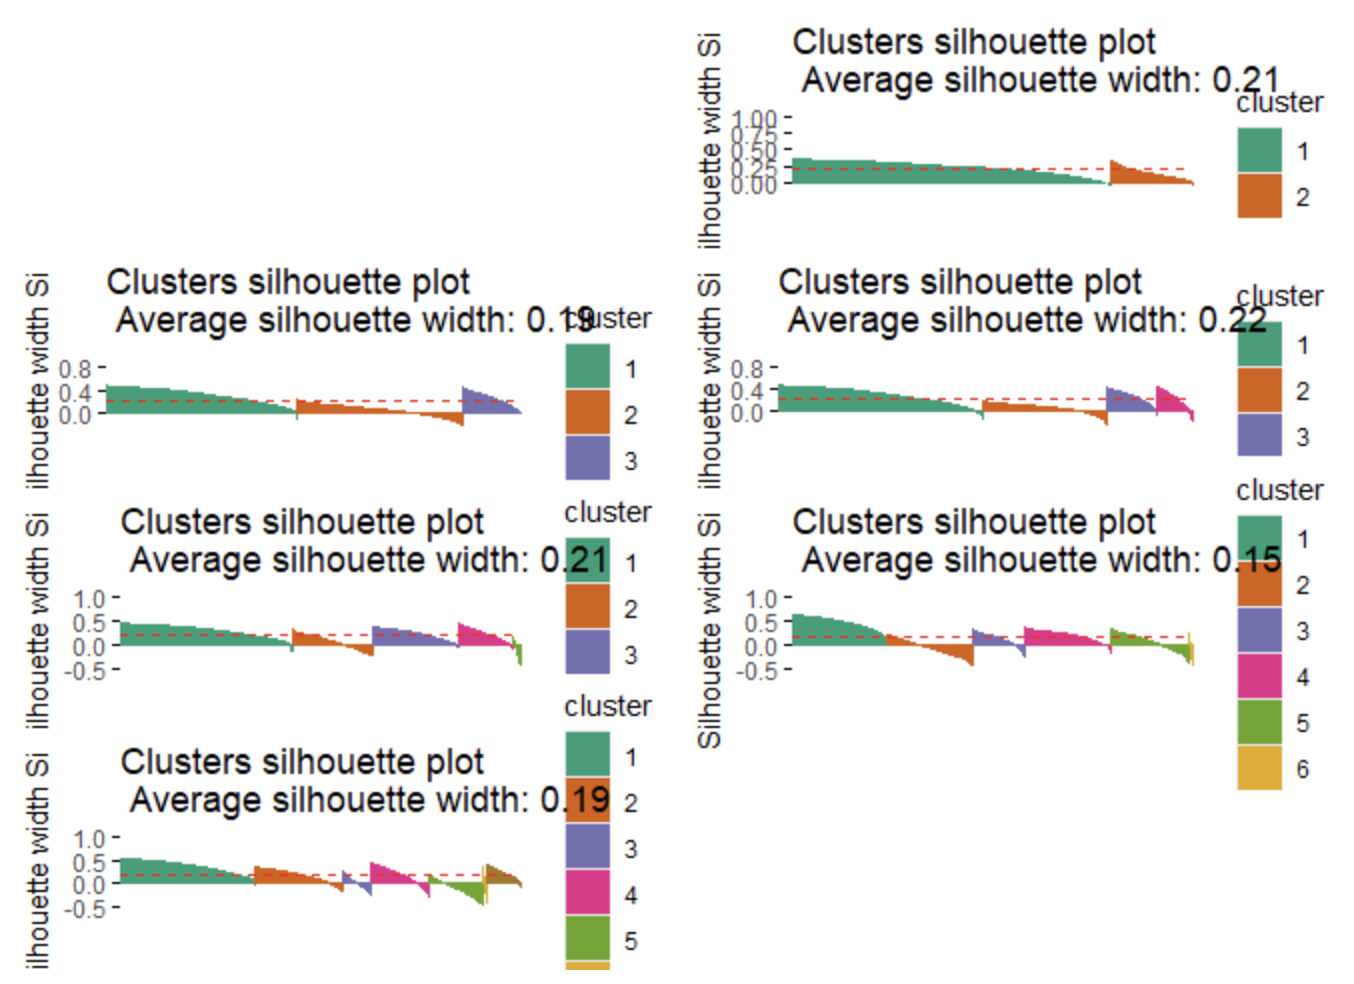 Clusters silhouette plot
Average silhouette width: 0.21
ilhouette width Si
1.00
0.75
0.50
0.25
0.00
cluster
1
2
Clusters silhouette plot
Average silhouette width: 0.19
ilhouette width Si
0.8
0.4
0.0
cluster
1
2
3
Clusters silhouette plot
Average silhouette width: 0.22
ilhouette width Si
0.8
0.4
0.0
cluster
1
2
3
Clusters silhouette plot
Average silhouette width: 0.21
ilhouette width Si
1.0
0.5
0.0
-0.5
cluster
1
2
3
Clusters silhouette plot
Average silhouette width: 0.15
Silhouette width Si
1.0
0.5
0.0
-0.5
cluster
1
2
3
4
5
6
Clusters silhouette plot
Average silhouette width: 0.19
ilhouette width Si
1.0
0.5
0.0
-0.5
cluster
1
2
3
4
5